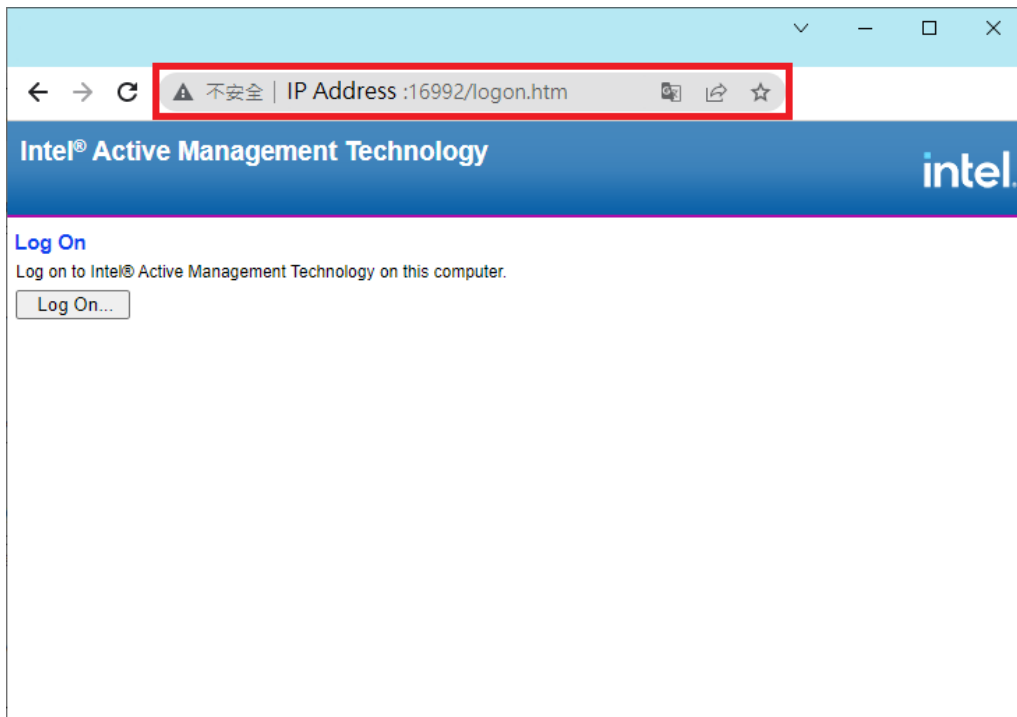 不安全 | IP Address :16992/logon.htm
Intel® Active Management Technology
intel.
Log On
Log on to Intel® Active Management Technology on this computer.
Log On...